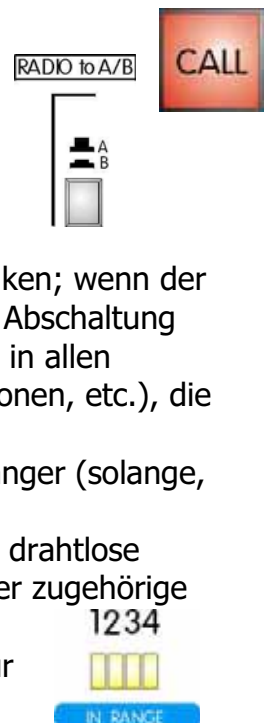 RADIO to A/B
CALL
A
B
ken; wenn der
Abschaltung
in allen
onen, etc.), die
nger (solange,
drahtlose
er zugehörige
1234
r
IN RANGE